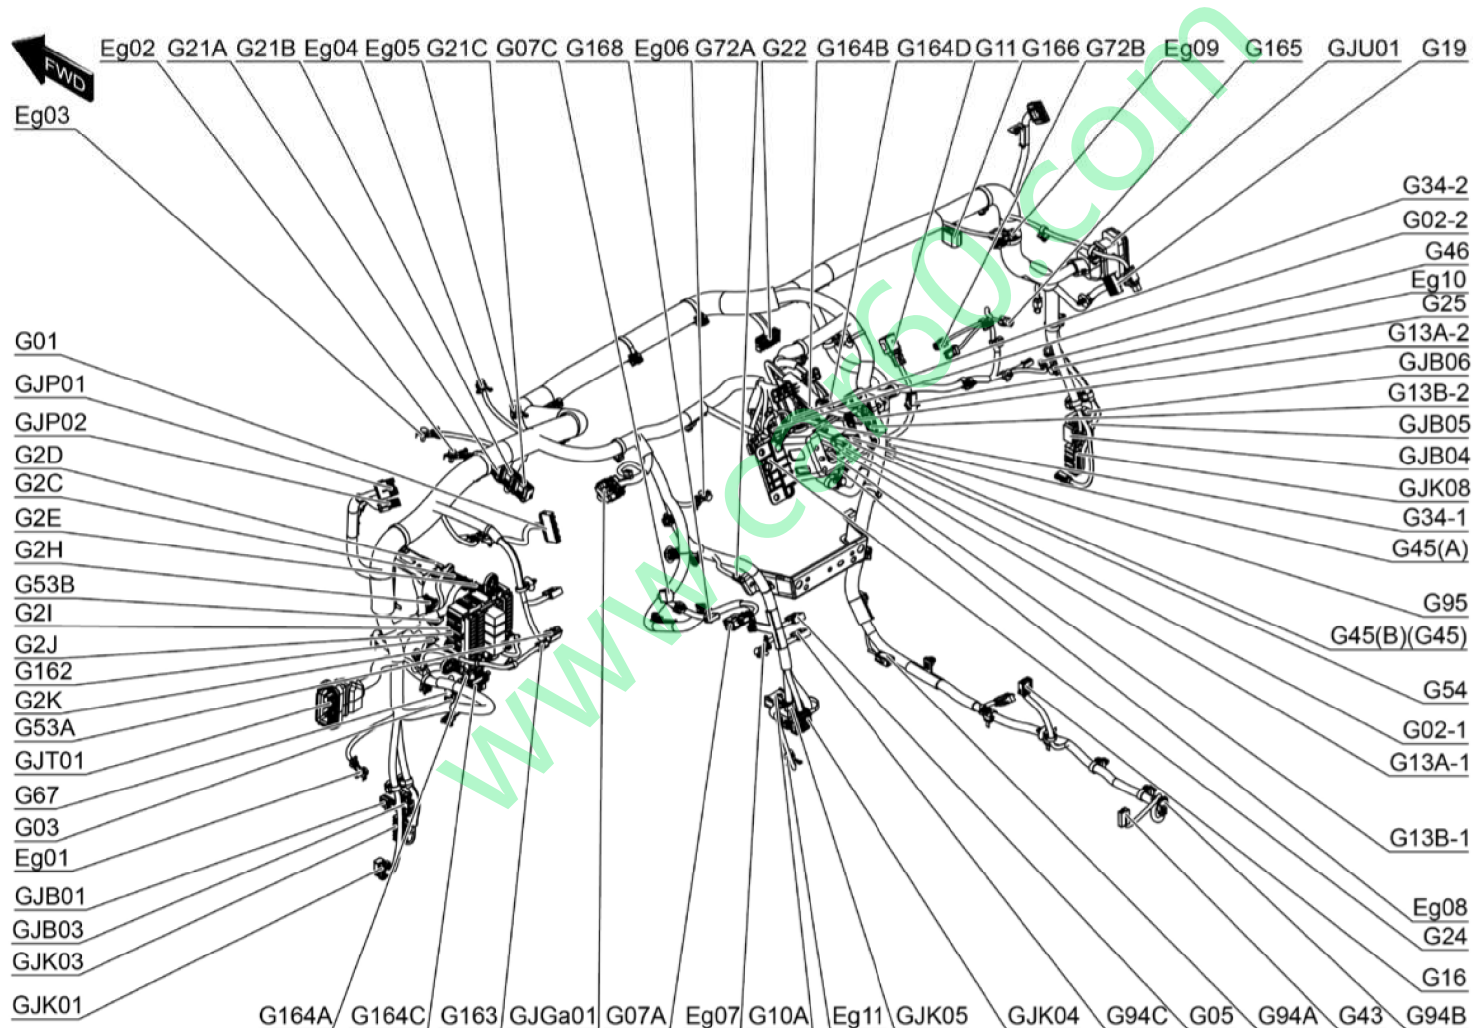 FWD
Eg02 G21A G21B Eg04 Eg05 G21C G07C G168 Eg06 G72A G22 G164B G164D G11 G166 G72B Eg09 G165 GJU01 G19
Eg03
G01
GJP01
GJP02
G2D
G2C
G2E
G2H
G53B
G2I
G2J
G162
G2K
G53A
GJT01
G67
G03
Eg01
GJB01
GJB03
GJK03
GJK01
G34-2
G02-2
G46
Eg10
G25
G13A-2
GJB06
G13B-2
GJB05
GJB04
GJK08
G34-1
G45(A)
G95
G45(B)(G45)
G54
G02-1
G13A-1
G13B-1
Eg08
G24
G16
G164A G164C G163 GJGa01 G07A Eg07 G10A Eg11 GJK05 GJK04 G94C G05 G94A G43 G94B
www.car60.com